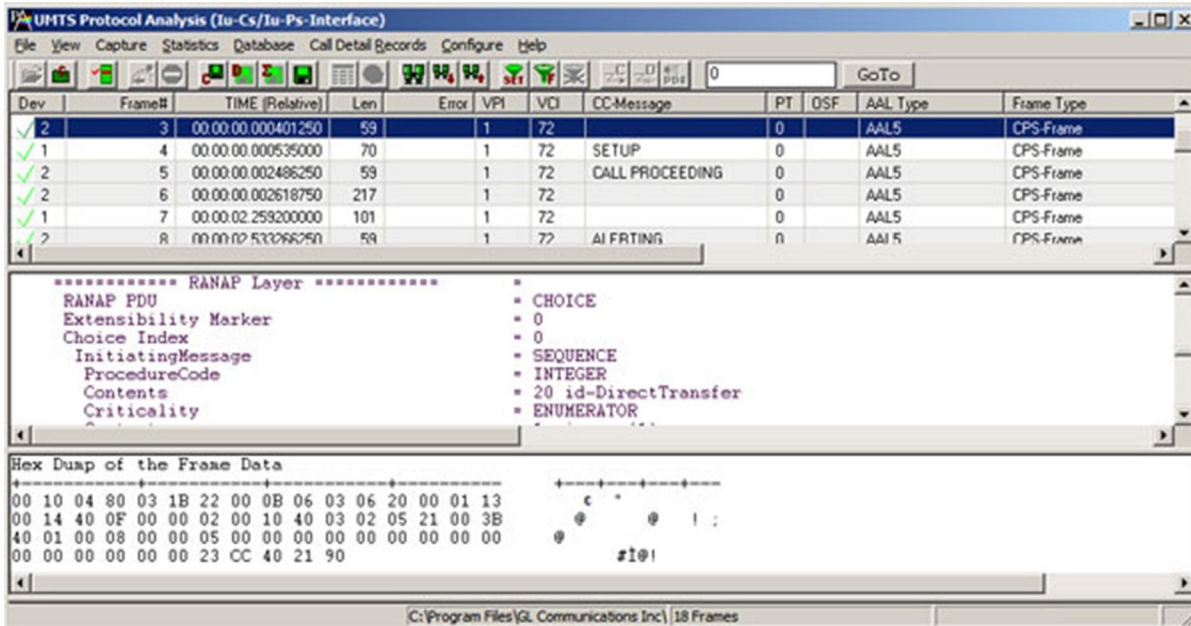 UMTS Protocol Analysis (Iu-Cs/Iu-Ps-Interface)
File View Capture Statistics Database Call Detail Records Configure Help
0 GoTo
Dev Frame# TIME (Relative) Len Error VPI VCI CC-Message PT OSF AAL Type Frame Type
2 3 00:00:00.000401250 59 1 72 0 AAL5 CPS-Frame
1 4 00:00:00.000535000 70 1 72 SETUP 0 AAL5 CPS-Frame
2 5 00:00:00.002486250 59 1 72 CALL PROCEEDING 0 AAL5 CPS-Frame
2 6 00:00:00.002618750 217 1 72 0 AAL5 CPS-Frame
1 7 00:00:02.259200000 101 1 72 0 AAL5 CPS-Frame
2 8 00:00:02.533266250 59 1 72 ALERTING 0 AAL5 CPS-Frame
============ RANAP Layer ============ =
RANAP PDU = CHOICE
Extensibility Marker = 0
Choice Index = 0
InitiatingMessage = SEQUENCE
ProcedureCode = INTEGER
Contents = 20 id-DirectTransfer
Criticality = ENUMERATOR
Hex Dump of the Frame Data
+-----------+-----------+-----------+---------- +----+----+----+---
00 10 04 80 03 1B 22 00 0B 06 03 06 20 00 01 13 € "
00 14 40 0F 00 00 02 00 10 40 03 02 05 21 00 3B @ @ ! ;
40 01 00 08 00 00 05 00 00 00 00 00 00 00 00 00 @
00 00 00 00 00 00 23 CC 40 21 90 #Ì@!
C:\Program Files\GL Communications Inc\ 18 Frames